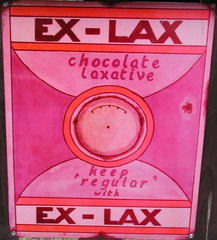 EX-LAX
chocolate
laxative
keep
"regular"
with
EX-LAX